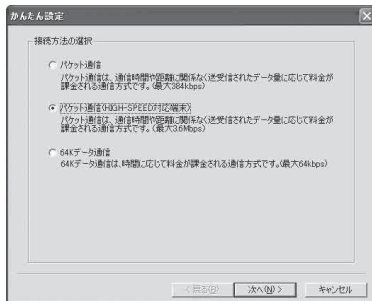 かんたん設定
接続方法の選択
パケット通信
パケット通信は、通信時間や距離に関係なく送受信されたデータ量に応じて料金が
課金される通信方式です。(最大384kbps)
パケット通信(HIGH-SPEED対応端末)
パケット通信は、通信時間や距離に関係なく送受信されたデータ量に応じて料金が
課金される通信方式です。(最大3.6Mbps)
64Kデータ通信
64Kデータ通信は、時間に応じて料金が課金される通信方式です。(最大64kbps)
< 戻る(B) 次へ(N) > キャンセル